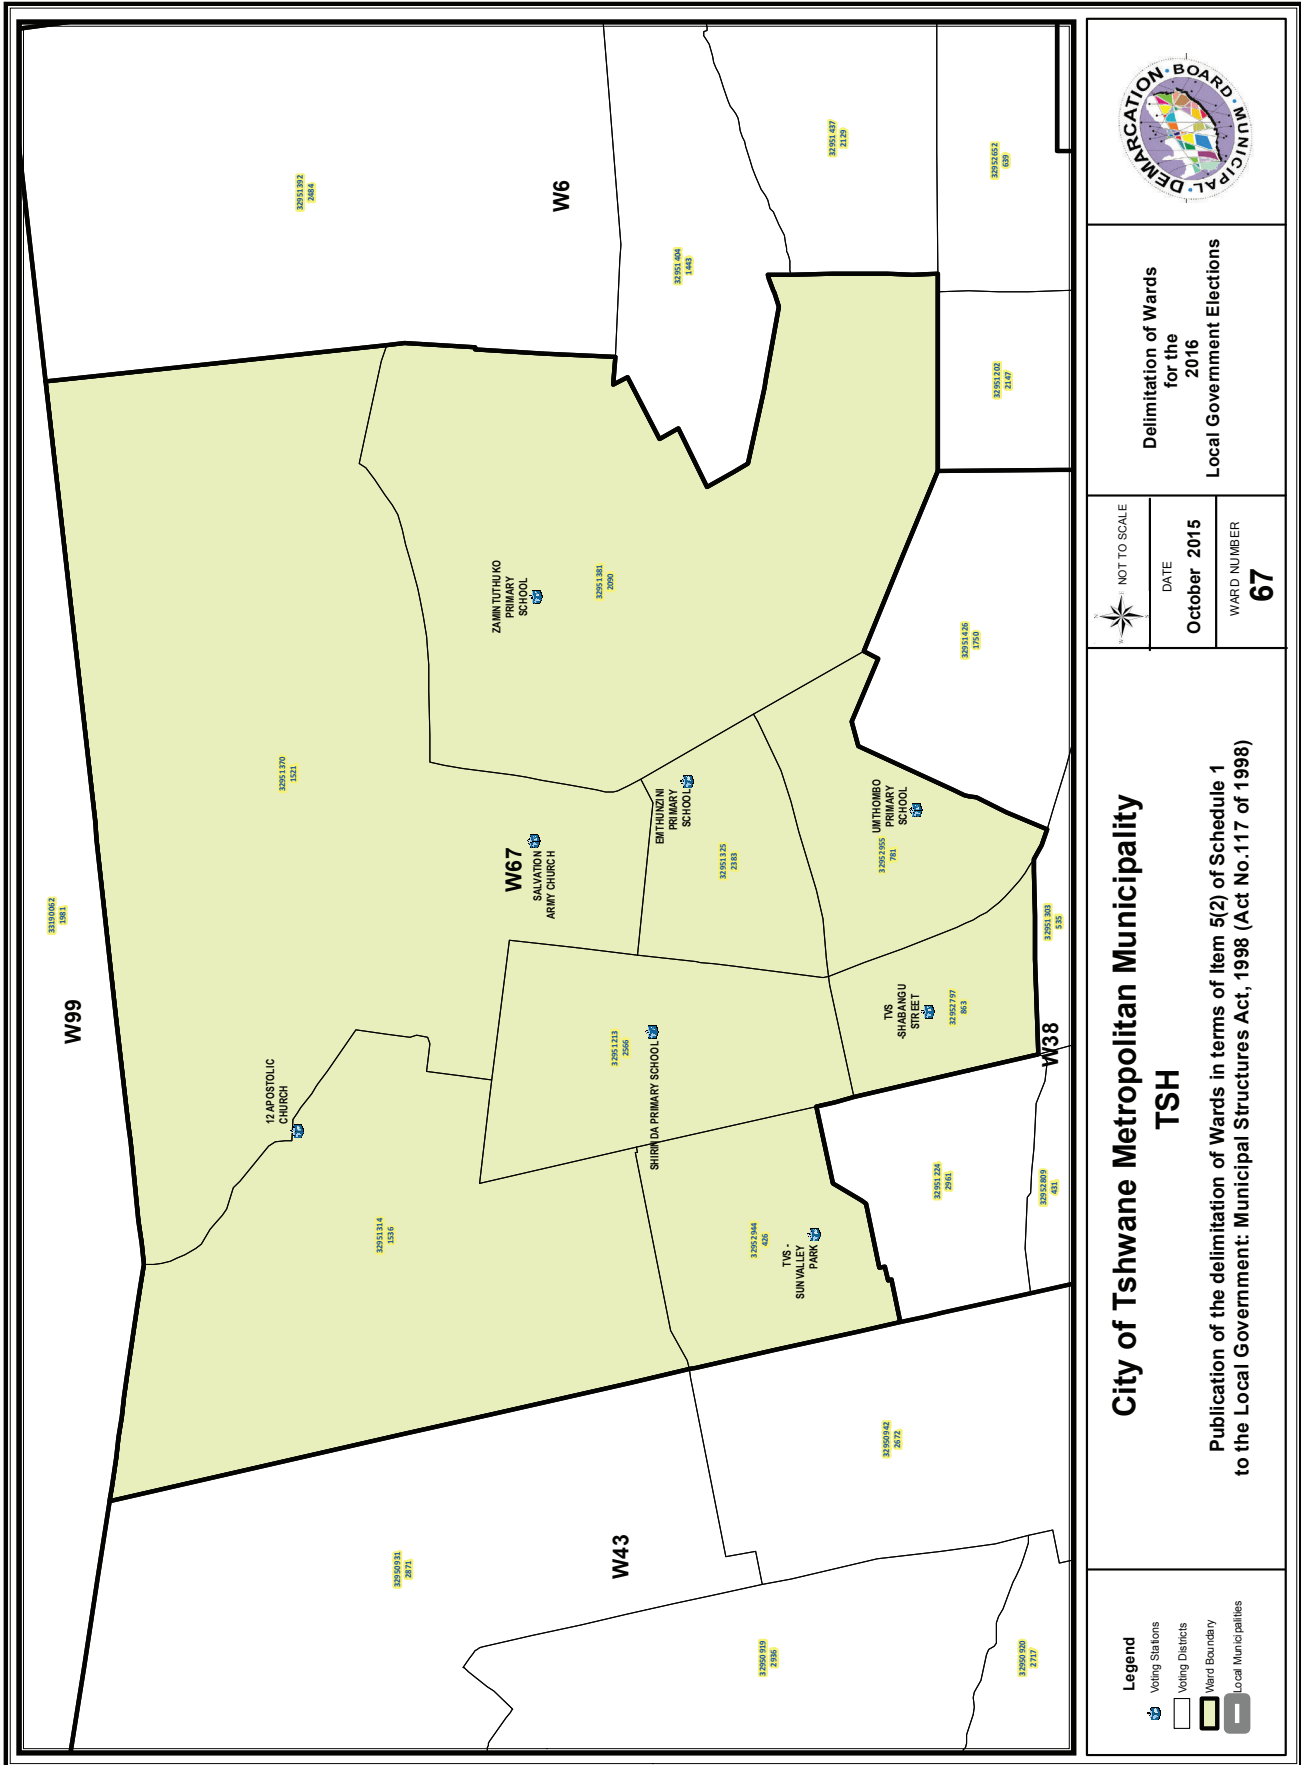 33190062
1981
W99
32951392
2484
W6
32951404
1443
32951437
2129
32952652
639
32951202
2147
32951426
1750
32951370
1521
12 APOSTOLIC
CHURCH
32951314
1536
ZAMINTUTHUKO
PRIMARY
SCHOOL
32951381
2090
W67
SALVATION
ARMY CHURCH
EMTHUNZINI
PRIMARY
SCHOOL
32951325
2383
32951213
2566
SHIRINDA PRIMARY SCHOOL
UMTHOMBO
PRIMARY
SCHOOL
32952955
781
TVS
-SHABANGU
STREET
32952797
863
32952944
426
TVS -
SUNVALLEY
PARK
32951224
2961
32952809
431
W38
32951303
535
32950931
2871
W43
32950942
2672
32950919
2936
32950920
2717
Legend
Voting Stations
Voting Districts
Ward Boundary
Local Municipalities
City of Tshwane Metropolitan Municipality
TSH
Publication of the delimitation of Wards in terms of Item 5(2) of Schedule 1
to the Local Government: Municipal Structures Act, 1998 (Act No.117 of 1998)
N
W
E
S
NOT TO SCALE
DATE
October 2015
WARD NUMBER
67
Delimitation of Wards
for the
2016
Local Government Elections
MUNICIPAL • DEMARCATION • BOARD •